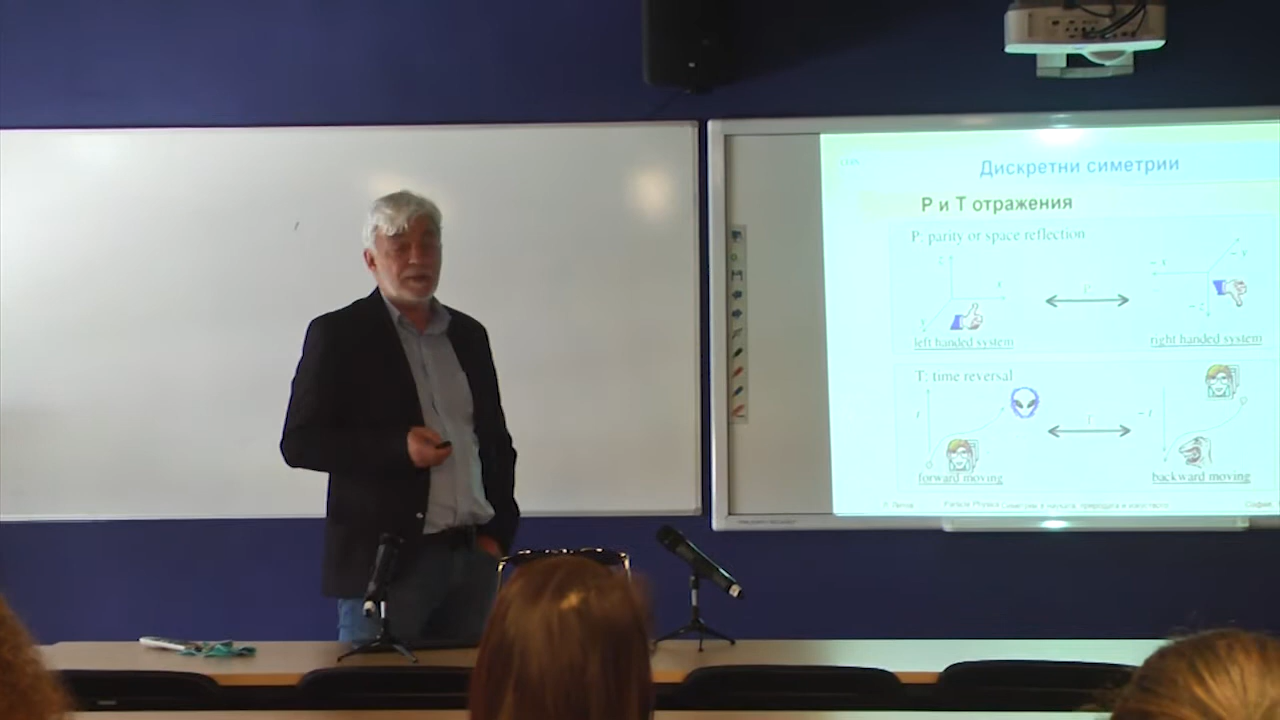 Дискретни симетрии
Р и Т отражения
P: parity or space reflection
left handed system
right handed system
T: time reversal
forward moving
backward moving